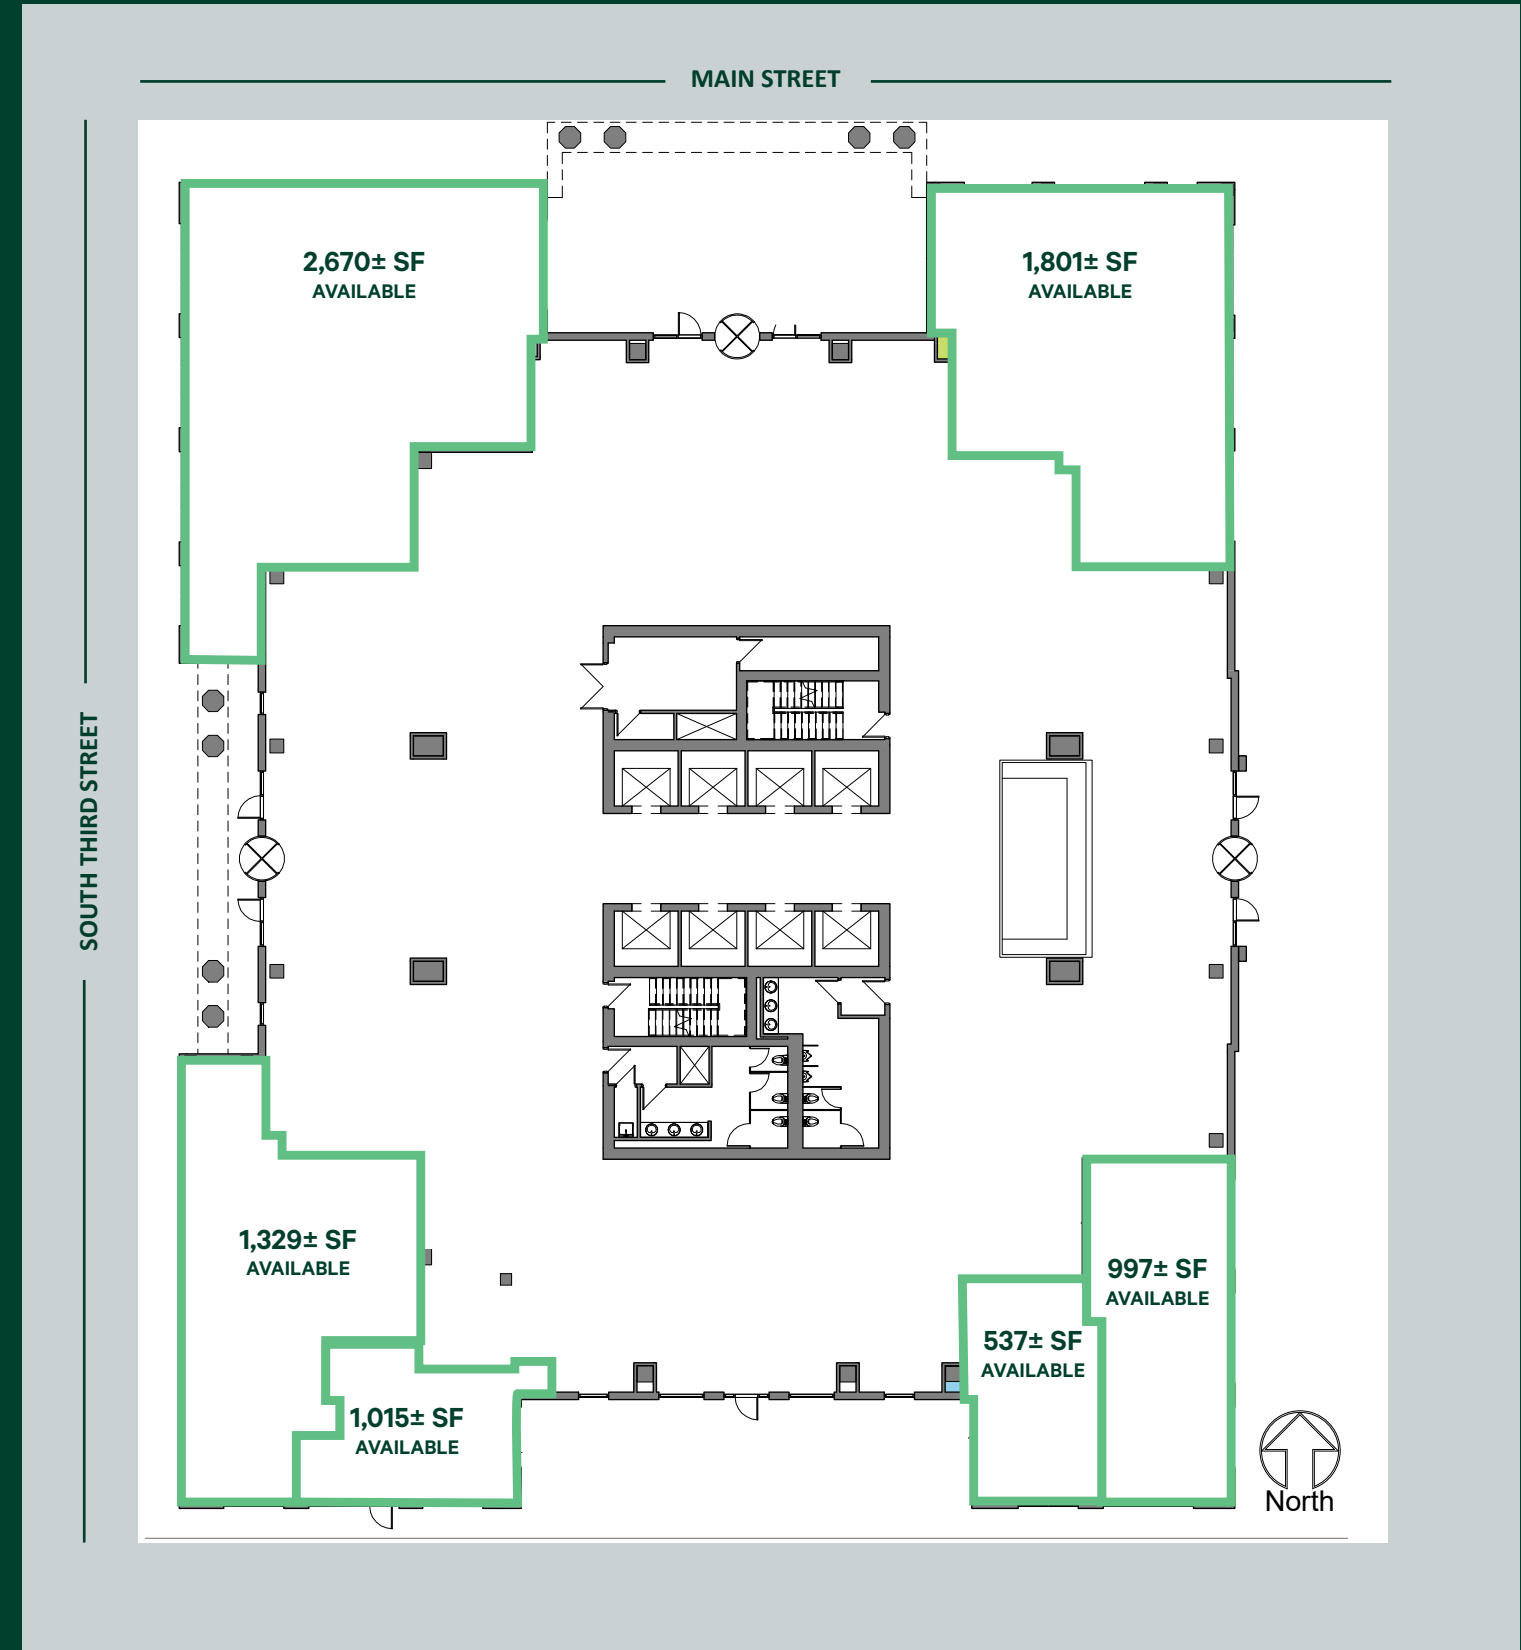 MAIN STREET
2,670± SF
AVAILABLE
1,801± SF
AVAILABLE
SOUTH THIRD STREET
1,329± SF
AVAILABLE
997± SF
AVAILABLE
537± SF
AVAILABLE
1,015± SF
AVAILABLE
North